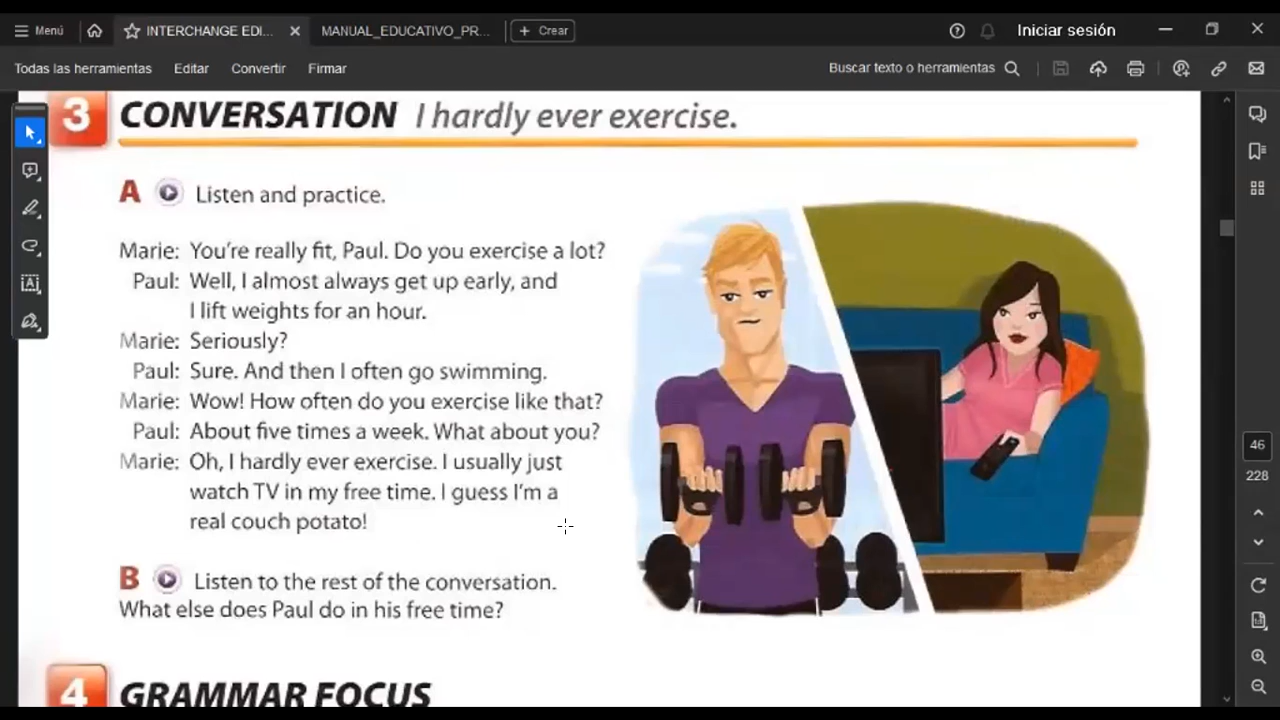 Menú
INTERCHANGE EDI...
MANUAL_EDUCATIVO_PR...
Crear
Iniciar sesión
Todas las herramientas
Editar
Convertir
Firmar
Buscar texto o herramientas
3 CONVERSATION I hardly ever exercise.
A Listen and practice.
Marie: You're really fit, Paul. Do you exercise a lot?
Paul: Well, I almost always get up early, and
I lift weights for an hour.
Marie: Seriously?
Paul: Sure. And then I often go swimming.
Marie: Wow! How often do you exercise like that?
Paul: About five times a week. What about you?
Marie: Oh, I hardly ever exercise. I usually just
watch TV in my free time. I guess I'm a
real couch potato!
B Listen to the rest of the conversation.
What else does Paul do in his free time?
4 GRAMMAR FOCUS
46
228